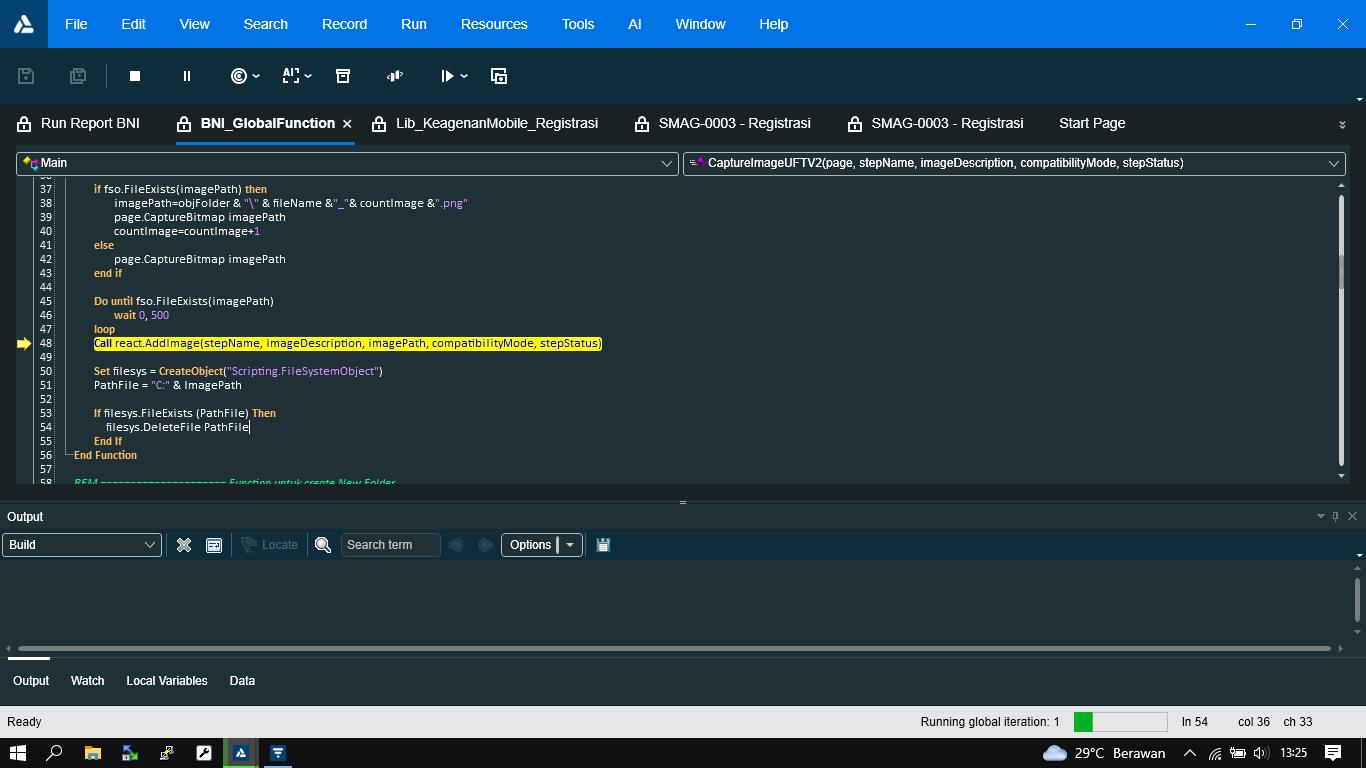 File Edit View Search Record Run Resources Tools AI Window Help
AI
Run Report BNI BNI_GlobalFunction Lib_KeagenanMobile_Registrasi SMAG-0003 - Registrasi SMAG-0003 - Registrasi Start Page
Main CaptureImageUFTV2(page, stepName, imageDescription, compatibilityMode, stepStatus)
37 if fso.FileExists(imagePath) then
38 imagePath=objFolder & "\" & fileName &"_"& countImage &".png"
39 page.CaptureBitmap imagePath
40 countImage=countImage+1
41 else
42 page.CaptureBitmap imagePath
43 end if
44
45 Do until fso.FileExists(imagePath)
46 wait 0, 500
47 loop
48 Call react.AddImage(stepName, imageDescription, imagePath, compatibilityMode, stepStatus)
49
50 Set filesys = CreateObject("Scripting.FileSystemObject")
51 PathFile = "C:" & ImagePath
52
53 If filesys.FileExists (PathFile) Then
54 filesys.DeleteFile PathFile
55 End If
56 End Function
57
58 REM ===================== Function untuk create New Folder
Output
Build Locate Search term Options
Output Watch Local Variables Data
Ready Running global iteration: 1 ln 54 col 36 ch 33
29°C Berawan 13:25